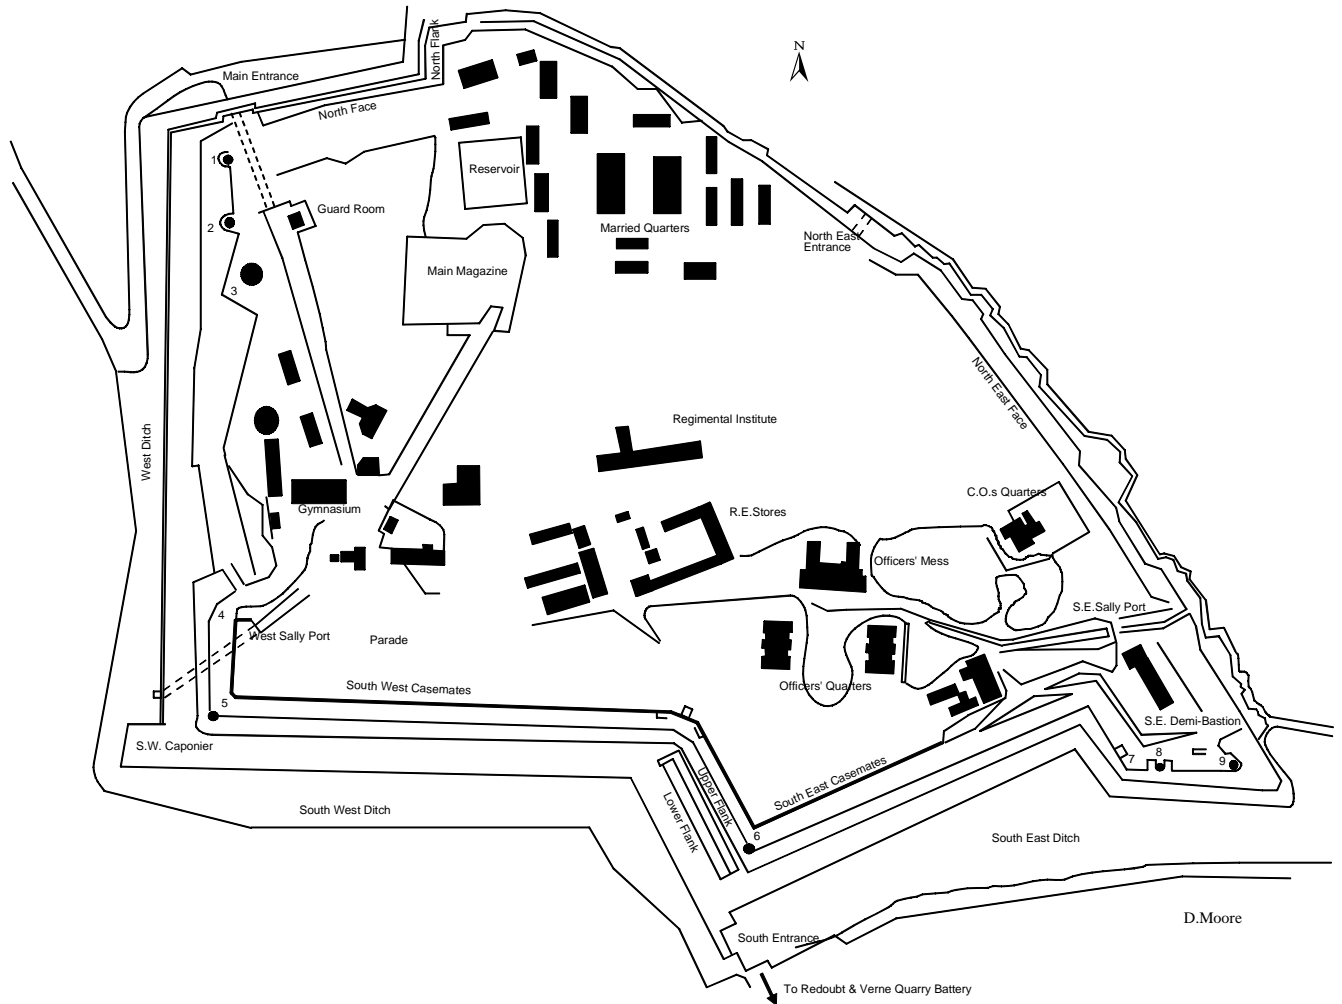 N
North Flank
Main Entrance
North Face
1
Reservoir
Guard Room
2
Married Quarters
North East
Entrance
Main Magazine
3
North East Face
Regimental Institute
West Ditch
C.O.s Quarters
Gymnasium
R.E.Stores
Officers' Mess
S.E.Sally Port
4
West Sally Port
Parade
South West Casemates
Officers' Quarters
5
S.E. Demi-Bastion
S.W. Caponier
7
8
9
South East Casemates
Upper Flank
Lower Flank
South West Ditch
6
South East Ditch
D.Moore
South Entrance
To Redoubt & Verne Quarry Battery